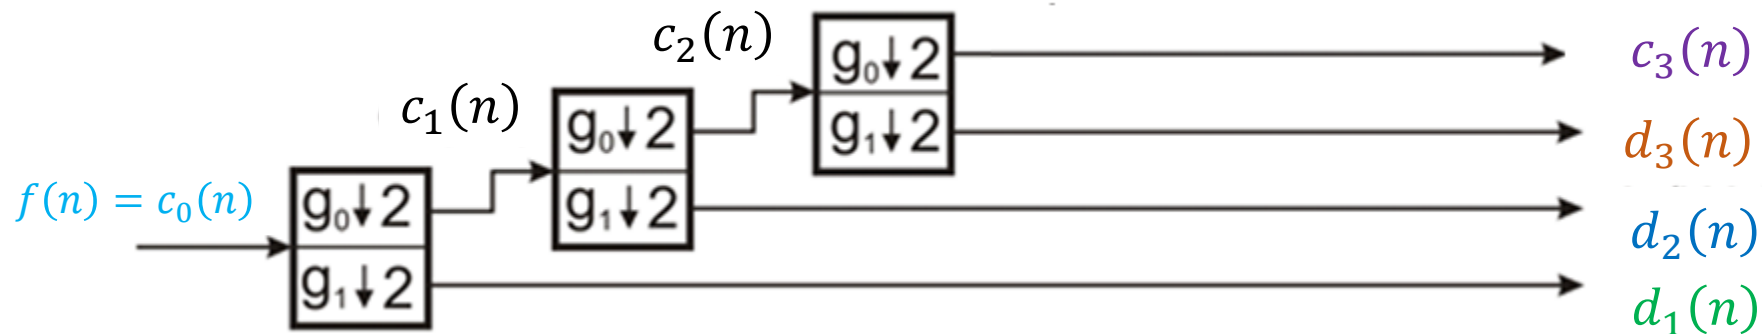 c₂(n)
g₀↓2
c₃(n)
c₁(n)
g₀↓2
g₁↓2
d₃(n)
f(n) = c₀(n)
g₀↓2
g₁↓2
d₂(n)
g₁↓2
d₁(n)